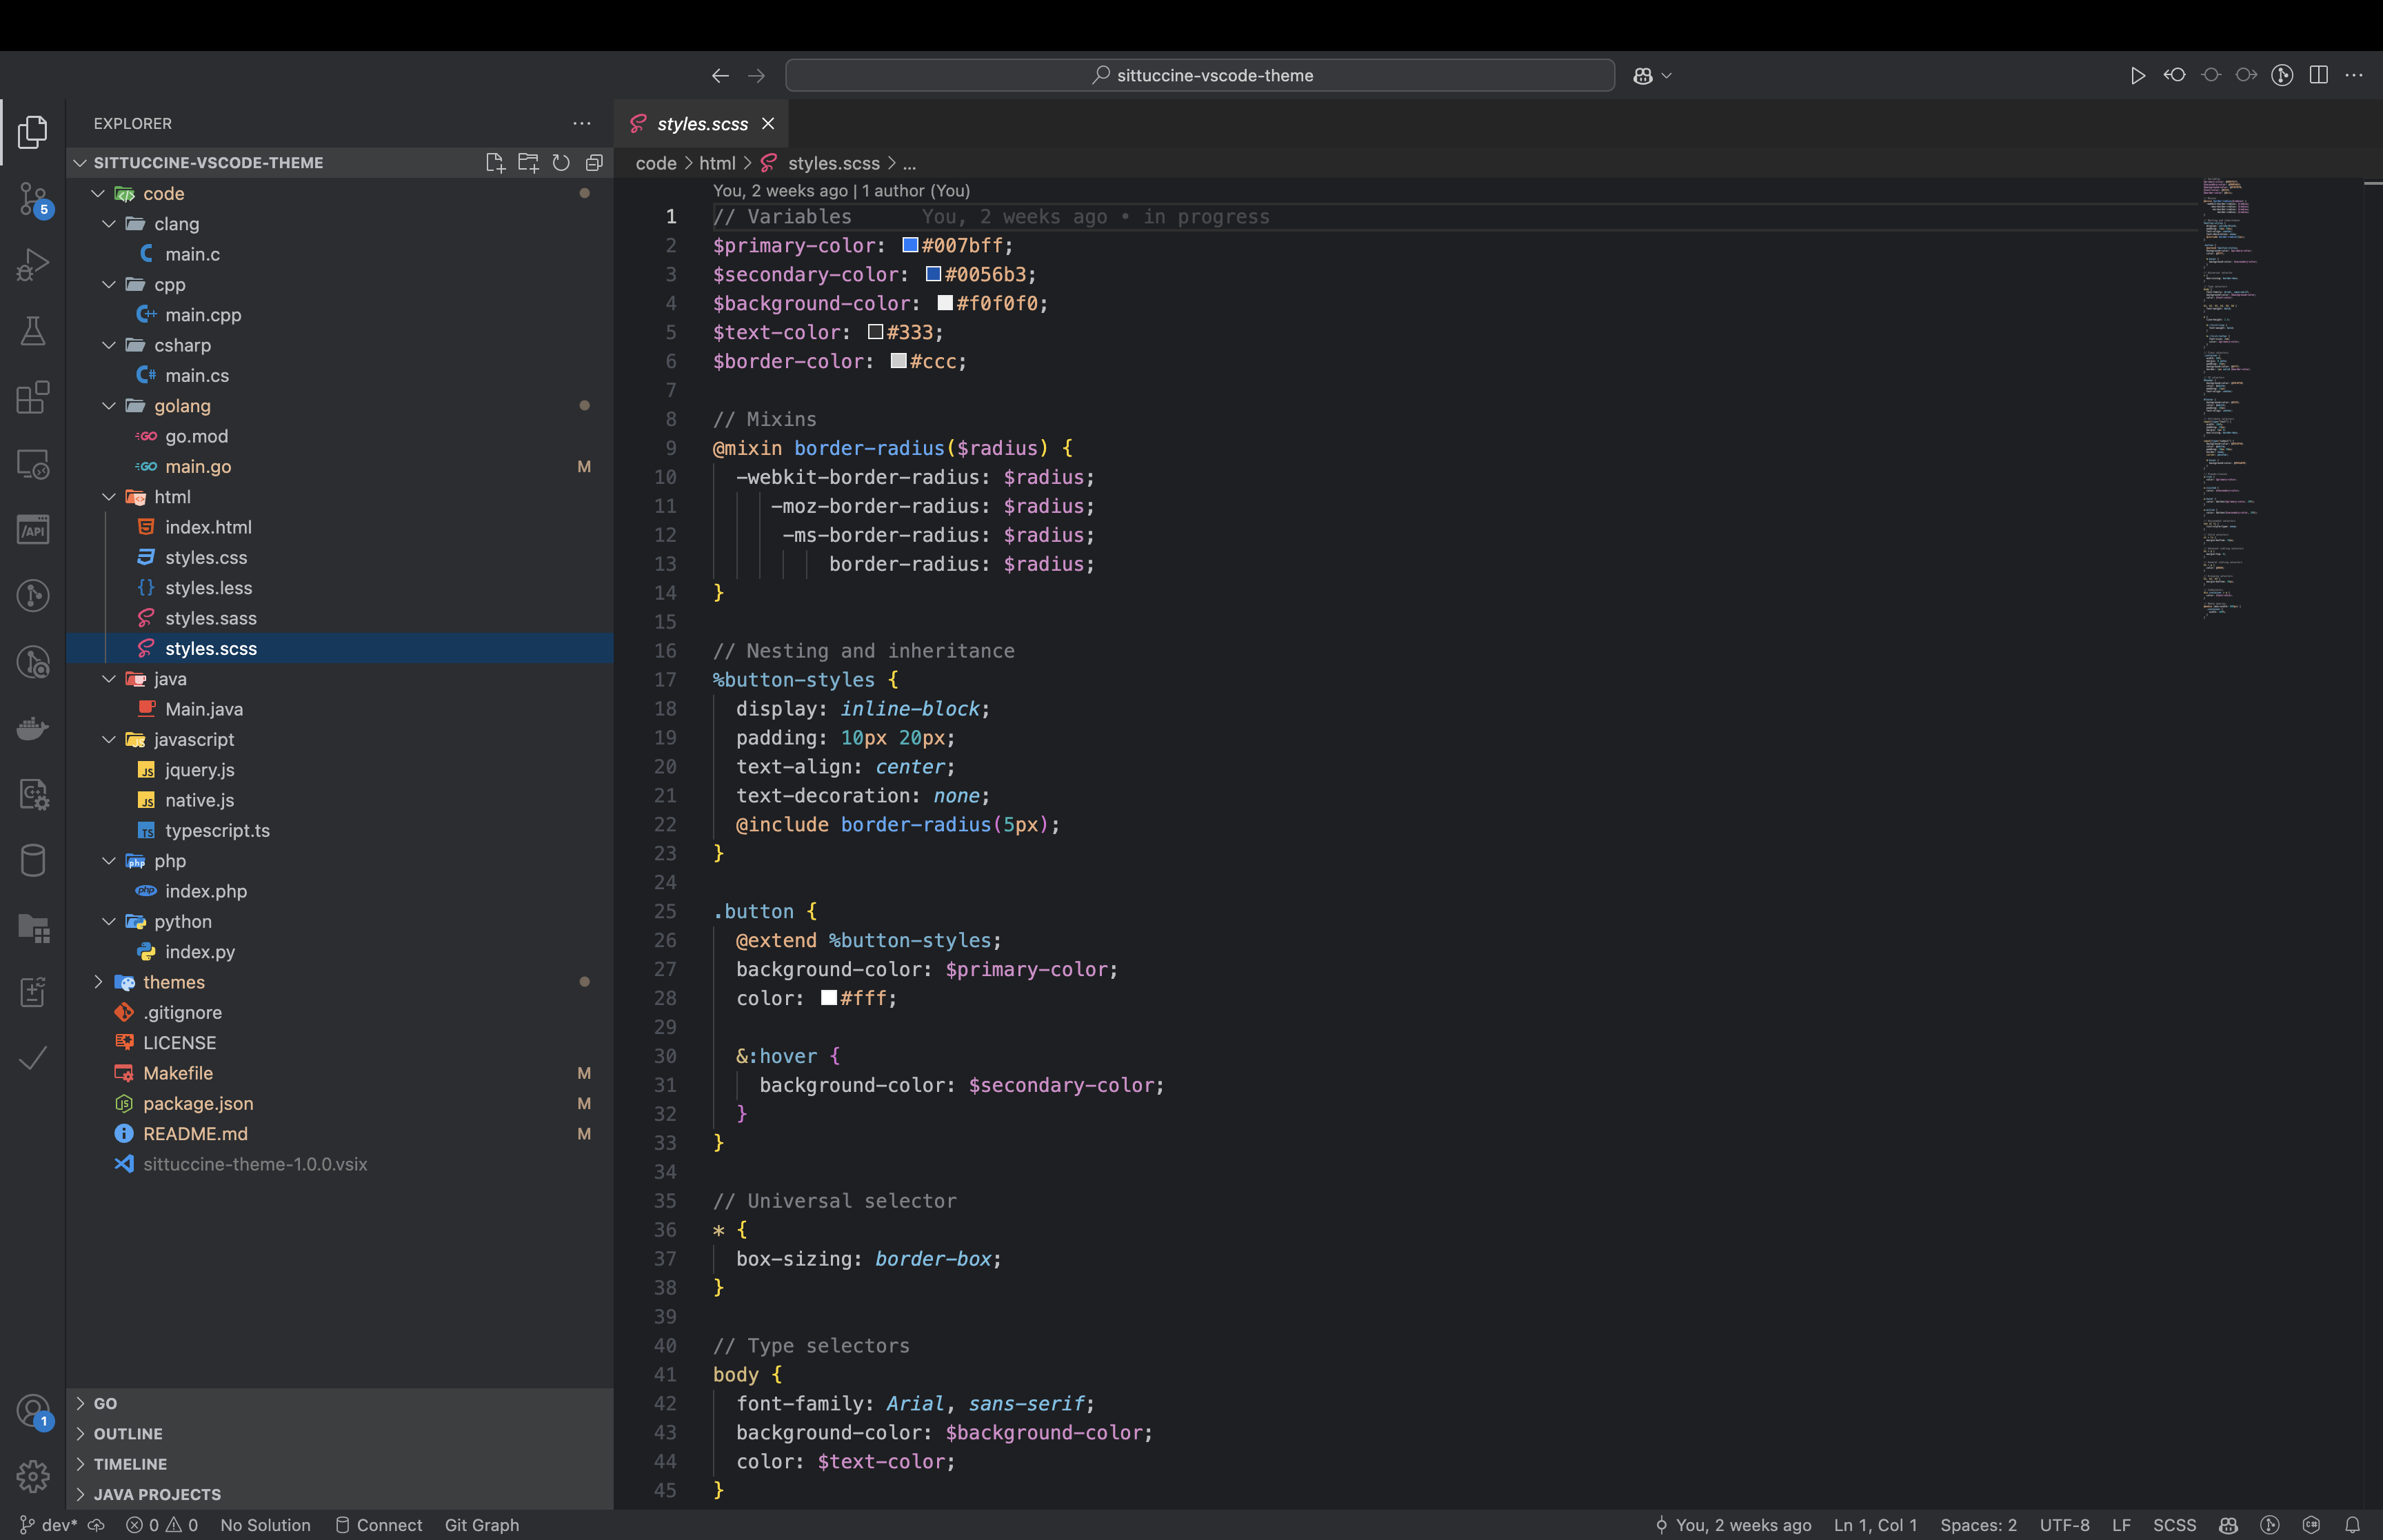 sittuccine-vscode-theme
EXPLORER
SITTUCCINE-VSCODE-THEME
code
clang
main.c
cpp
main.cpp
csharp
main.cs
golang
go.mod
main.go M
html
index.html
styles.css
styles.less
styles.sass
styles.scss
java
Main.java
javascript
jquery.js
native.js
typescript.ts
php
index.php
python
index.py
themes
.gitignore
LICENSE
Makefile M
package.json M
README.md M
sittuccine-theme-1.0.0.vsix
GO
OUTLINE
TIMELINE
JAVA PROJECTS
5
/API
1
styles.scss
code > html > styles.scss > ...
You, 2 weeks ago | 1 author (You)
1 // Variables You, 2 weeks ago • in progress
2 $primary-color: #007bff;
3 $secondary-color: #0056b3;
4 $background-color: #f0f0f0;
5 $text-color: #333;
6 $border-color: #ccc;
7
8 // Mixins
9 @mixin border-radius($radius) {
10 -webkit-border-radius: $radius;
11 -moz-border-radius: $radius;
12 -ms-border-radius: $radius;
13 border-radius: $radius;
14 }
15
16 // Nesting and inheritance
17 %button-styles {
18 display: inline-block;
19 padding: 10px 20px;
20 text-align: center;
21 text-decoration: none;
22 @include border-radius(5px);
23 }
24
25 .button {
26 @extend %button-styles;
27 background-color: $primary-color;
28 color: #fff;
29
30 &:hover {
31 background-color: $secondary-color;
32 }
33 }
34
35 // Universal selector
36 * {
37 box-sizing: border-box;
38 }
39
40 // Type selectors
41 body {
42 font-family: Arial, sans-serif;
43 background-color: $background-color;
44 color: $text-color;
45 }
dev* 0 0 No Solution Connect Git Graph
You, 2 weeks ago Ln 1, Col 1 Spaces: 2 UTF-8 LF SCSS